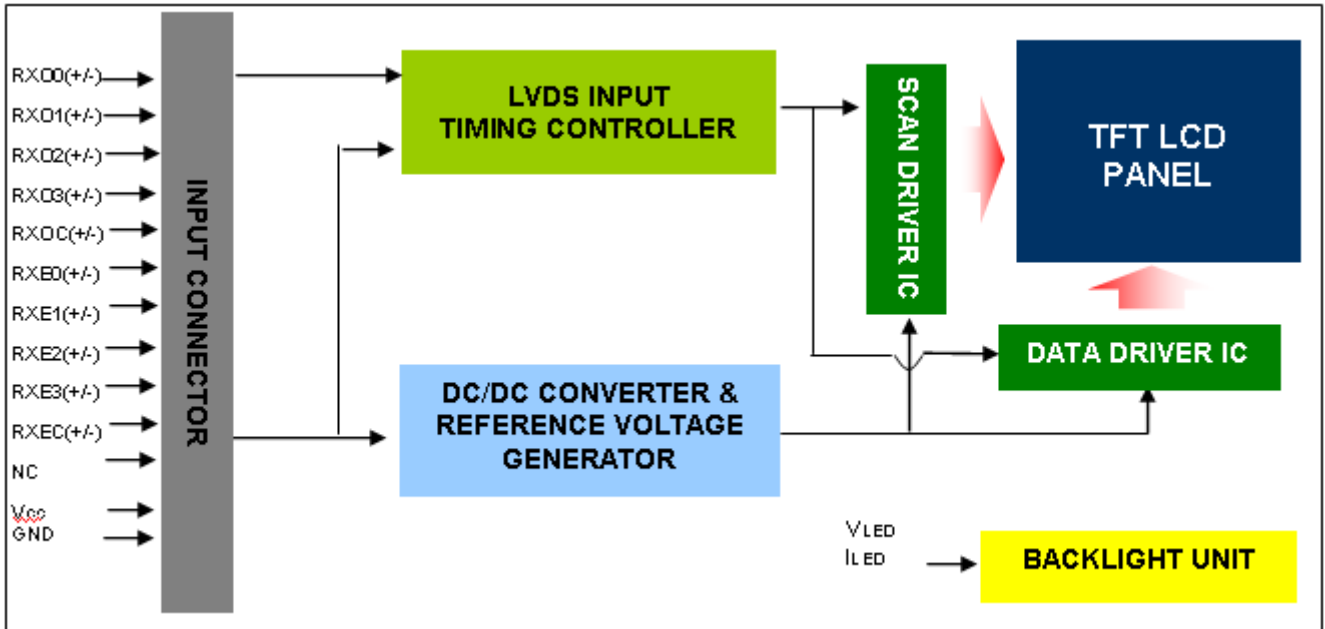 RXO0(+/-)
RXO1(+/-)
RXO2(+/-)
RXO3(+/-)
RXOC(+/-)
RXE0(+/-)
RXE1(+/-)
RXE2(+/-)
RXE3(+/-)
RXEC(+/-)
NC
Vcc
GND
INPUT CONNECTOR
LVDS INPUT
TIMING CONTROLLER
DC/DC CONVERTER &
REFERENCE VOLTAGE
GENERATOR
SCAN DRIVER IC
TFT LCD
PANEL
DATA DRIVER IC
VLED
ILED
BACKLIGHT UNIT